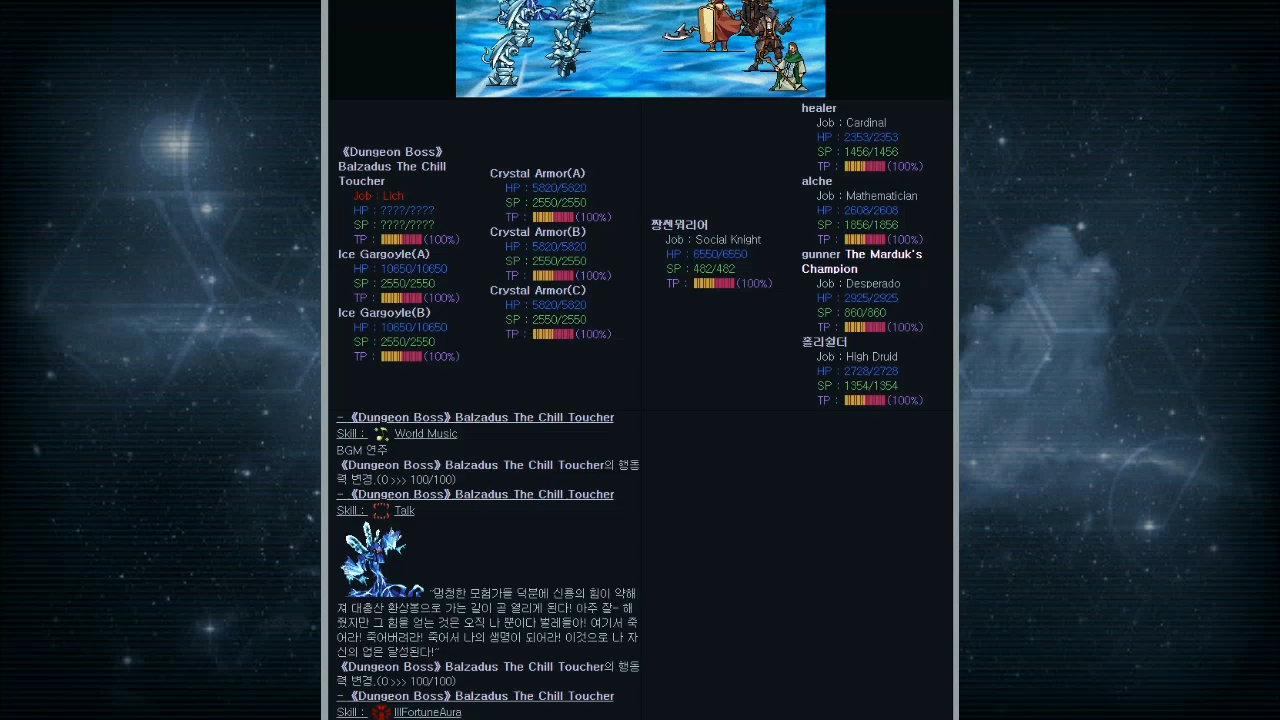 《Dungeon Boss》
Balzadus The Chill
Toucher
Job : Lich
HP : ????/????
SP : ????/????
TP : (100%)
Ice Gargoyle(A)
HP : 10650/10650
SP : 2550/2550
TP : (100%)
Ice Gargoyle(B)
HP : 10650/10650
SP : 2550/2550
TP : (100%)
Crystal Armor(A)
HP : 5820/5820
SP : 2550/2550
TP : (100%)
Crystal Armor(B)
HP : 5820/5820
SP : 2550/2550
TP : (100%)
Crystal Armor(C)
HP : 5820/5820
SP : 2550/2550
TP : (100%)
짱쎈워리어
Job : Social Knight
HP : 6550/6550
SP : 482/482
TP : (100%)
healer
Job : Cardinal
HP : 2353/2353
SP : 1456/1456
TP : (100%)
alche
Job : Mathematician
HP : 2608/2608
SP : 1856/1856
TP : (100%)
gunner The Marduk's
Champion
Job : Desperado
HP : 2925/2925
SP : 860/860
TP : (100%)
홀리원더
Job : High Druid
HP : 2728/2728
SP : 1354/1354
TP : (100%)
- 《Dungeon Boss》 Balzadus The Chill Toucher
Skill : World Music
BGM 연주
《Dungeon Boss》 Balzadus The Chill Toucher의 행동
력 변경.(0 >>> 100/100)
- 《Dungeon Boss》 Balzadus The Chill Toucher
Skill : Talk
"멍청한 모험가들 덕분에 신룡의 힘이 약해
져 대총산 환상봉으로 가는 길이 곧 열리게 된다! 아주 잘- 해
줬지만 그 힘을 얻는 것은 오직 나 뿐이다 벌레들아! 여기서 죽
어라! 죽어버려라! 죽어서 나의 생명이 되어라! 이것으로 나 자
신의 업은 달성된다!"
《Dungeon Boss》 Balzadus The Chill Toucher의 행동
력 변경.(0 >>> 100/100)
- 《Dungeon Boss》 Balzadus The Chill Toucher
Skill : IllFortuneAura